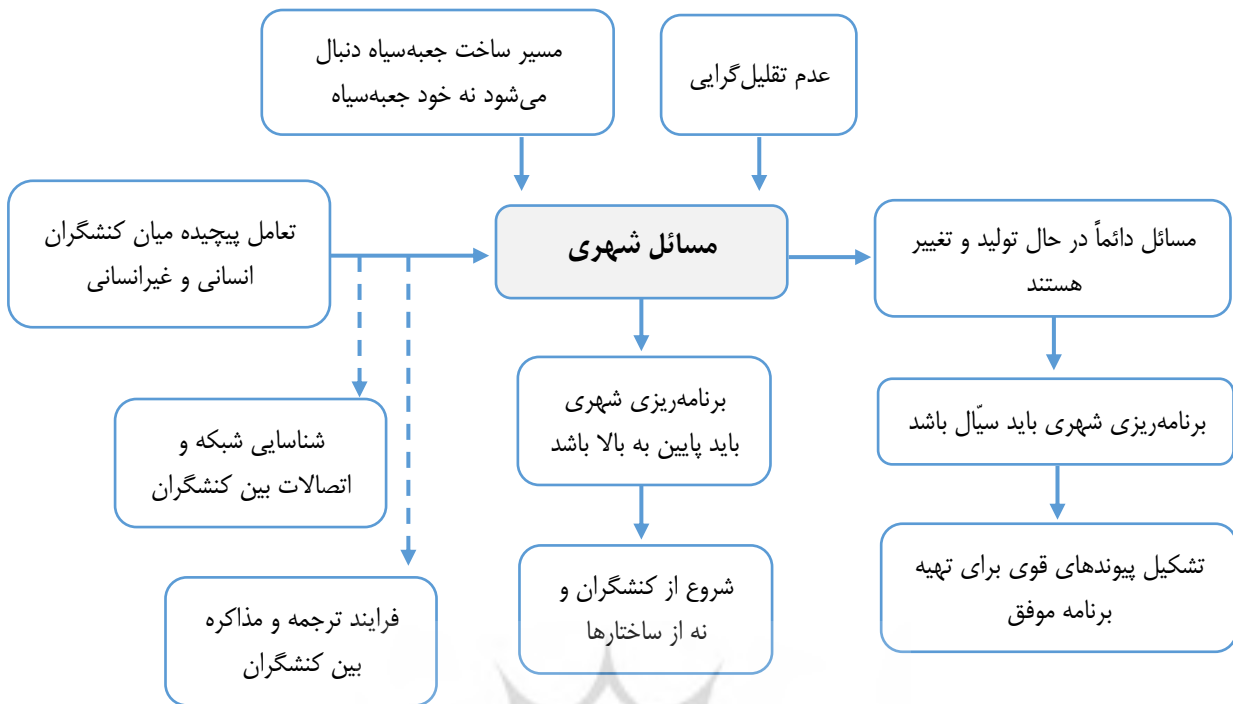 مسیر ساخت جعبه‌سیاه دنبال
می‌شود نه خود جعبه‌سیاه
عدم تقلیل‌گرایی
تعامل پیچیده میان کنشگران
انسانی و غیرانسانی
مسائل شهری
مسائل دائماً در حال تولید و تغییر
هستند
شناسایی شبکه و
اتصالات بین کنشگران
برنامه‌ریزی شهری
باید پایین به بالا باشد
برنامه‌ریزی شهری باید سیّال باشد
فرایند ترجمه و مذاکره
بین کنشگران
شروع از کنشگران و
نه از ساختارها
تشکیل پیوندهای قوی برای تهیه
برنامه موفق